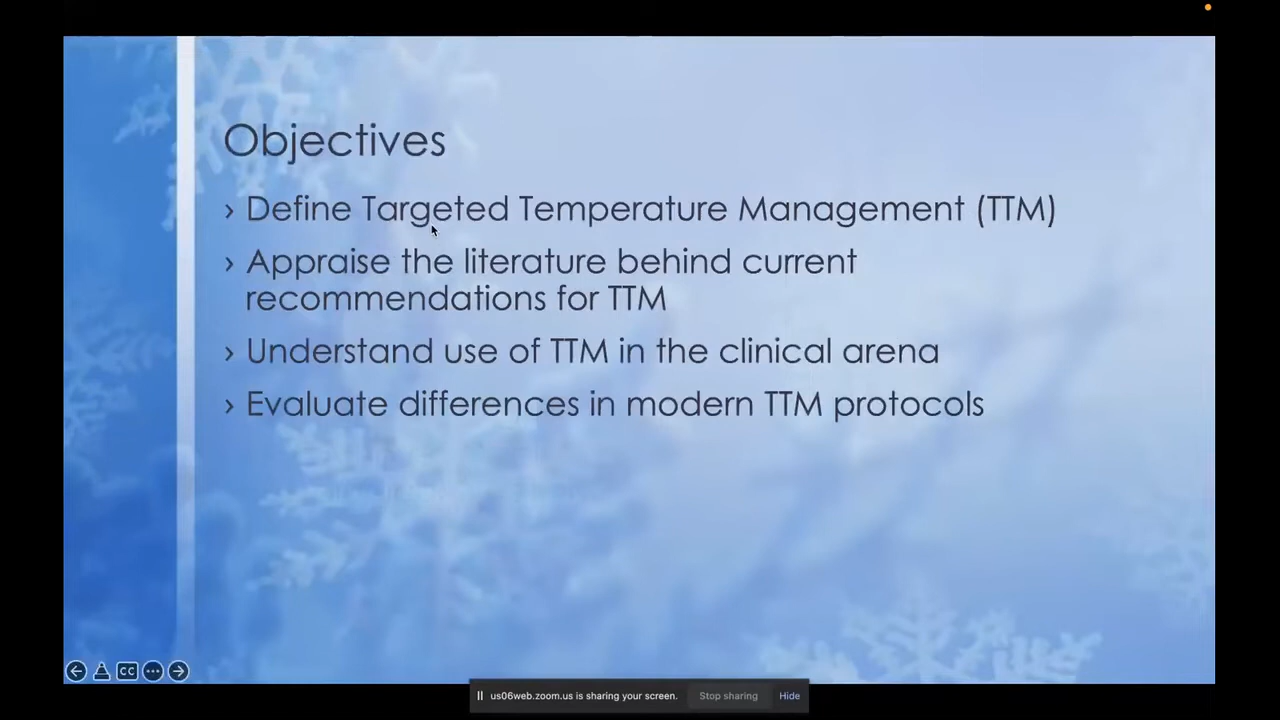 Objectives
› Define Targeted Temperature Management (TTM)
› Appraise the literature behind current
recommendations for TTM
› Understand use of TTM in the clinical arena
› Evaluate differences in modern TTM protocols
CC
us06web.zoom.us is sharing your screen. Stop sharing Hide